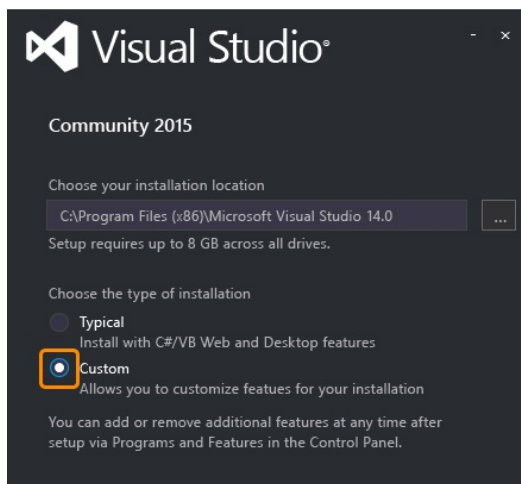 Visual Studio®
Community 2015
Choose your installation location
C:\Program Files (x86)\Microsoft Visual Studio 14.0
...
Setup requires up to 8 GB across all drives.
Choose the type of installation
Typical
Install with C#/VB Web and Desktop features
Custom
Allows you to customize featues for your installation
You can add or remove additional features at any time after
setup via Programs and Features in the Control Panel.